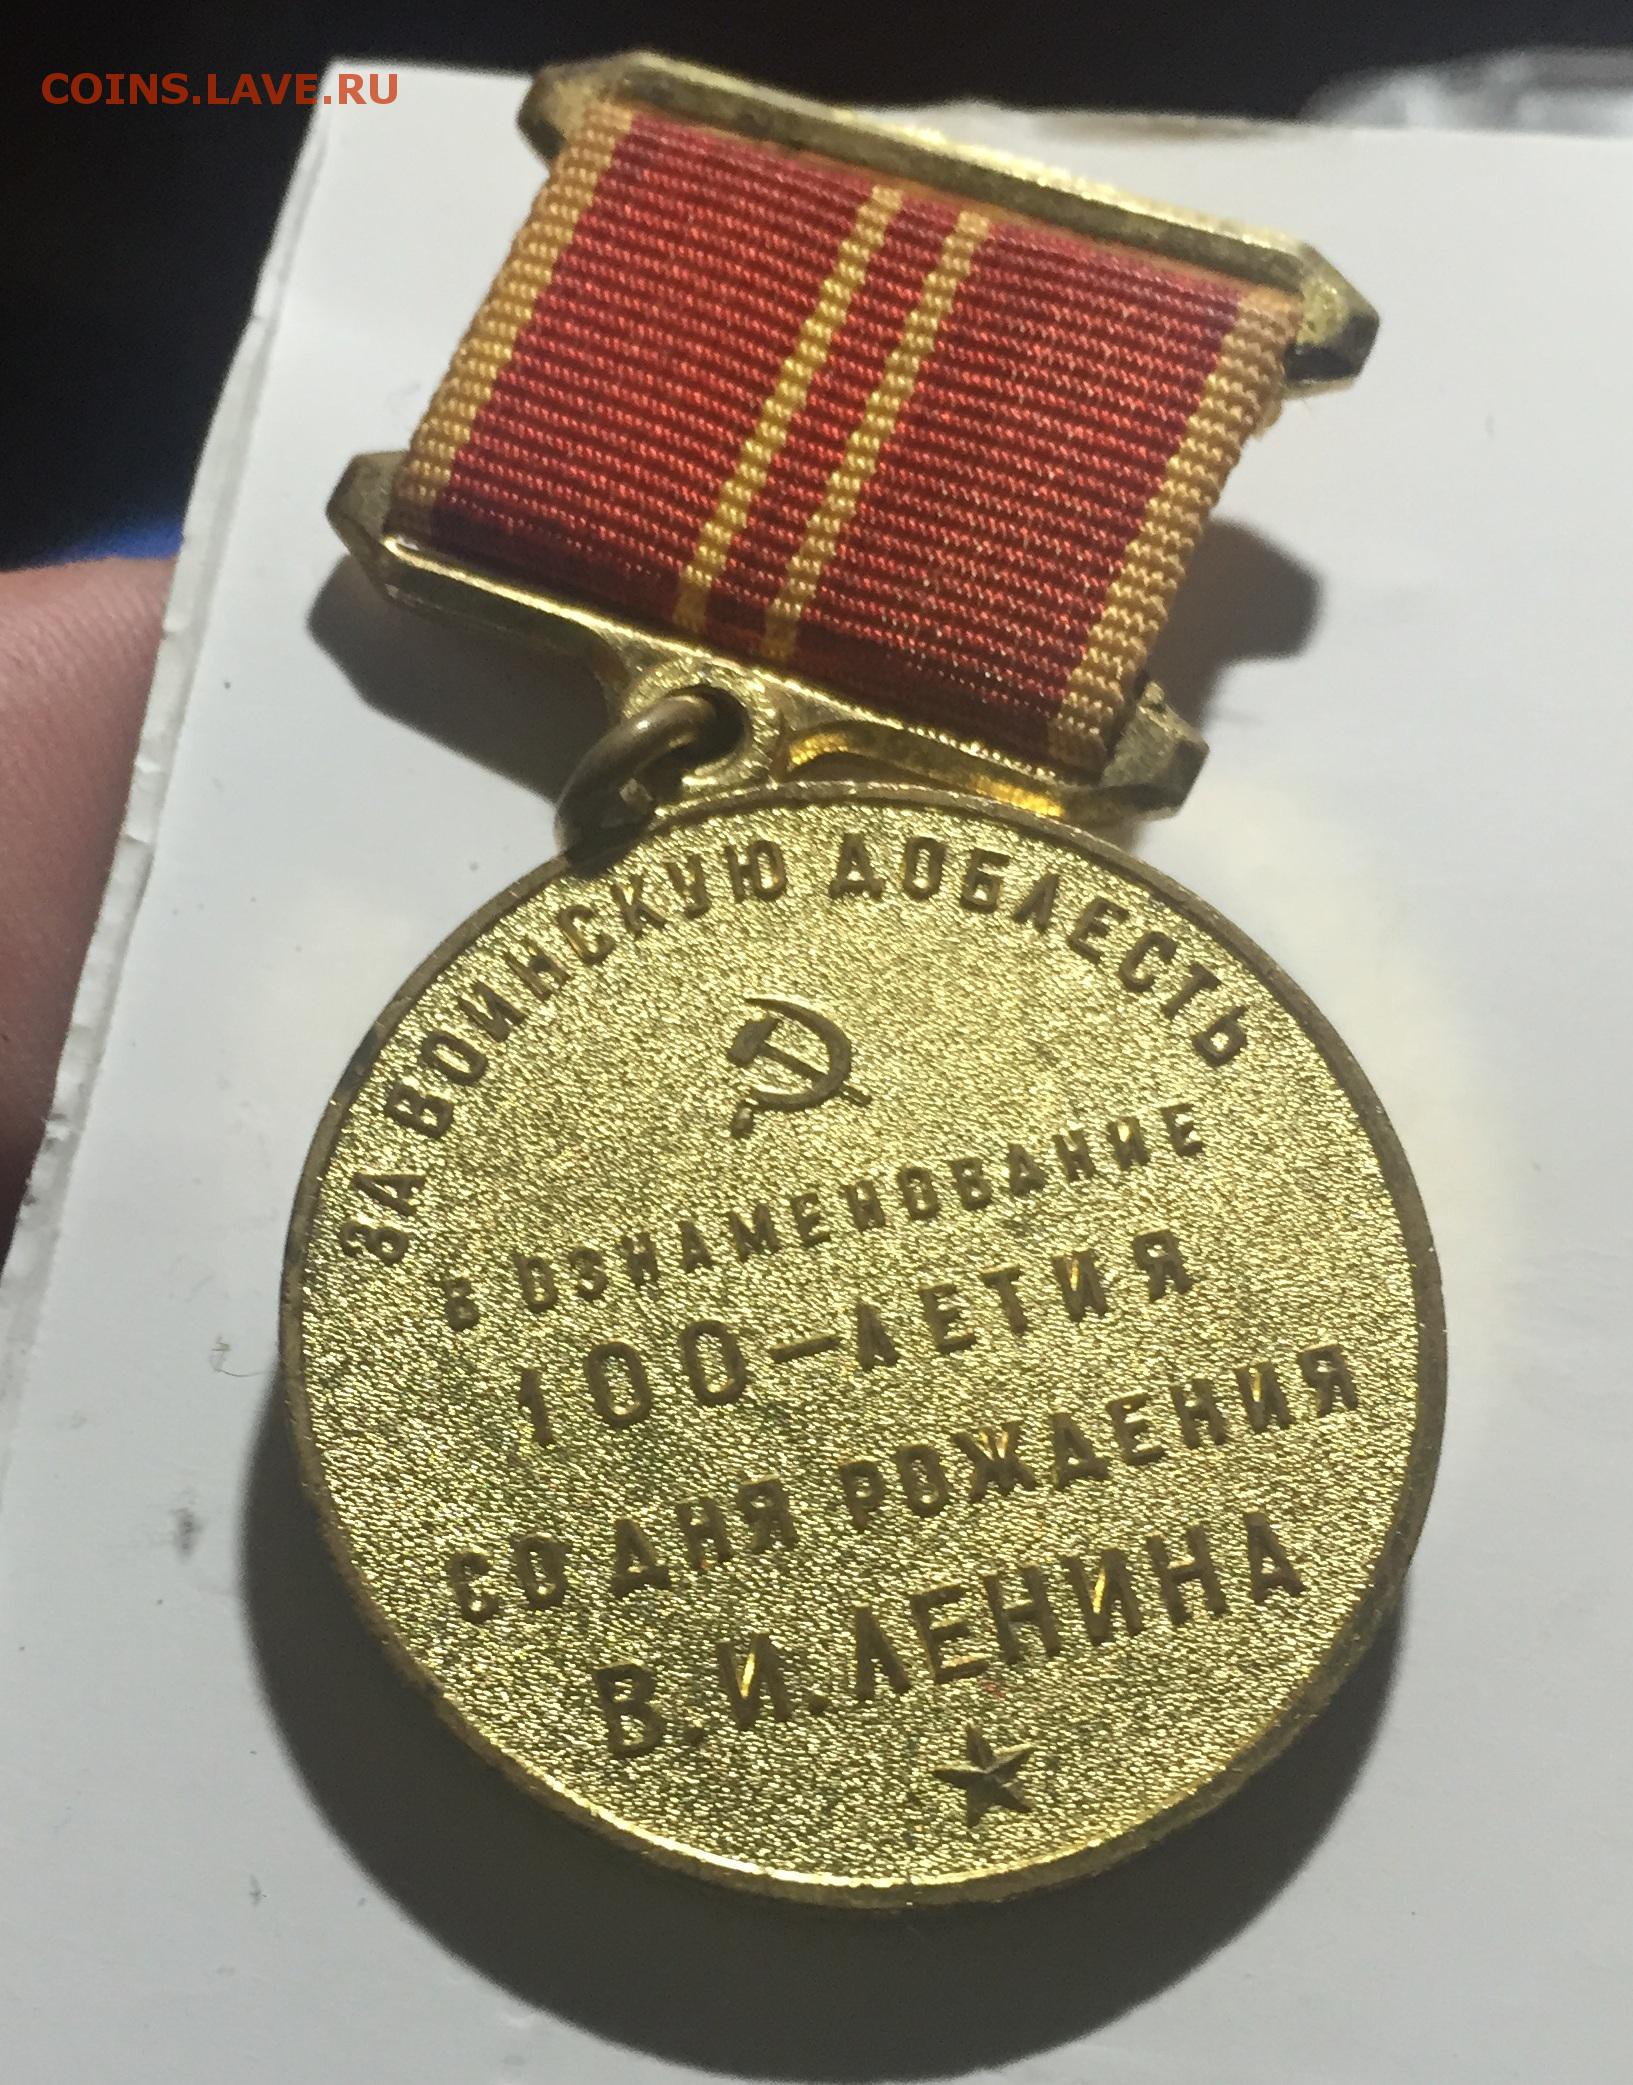 COINS.LAVE.RU
ЗА ВОИНСКУЮ ДОБЛЕСТЬ
В ОЗНАМЕНОВАНИЕ
100-ЛЕТИЯ
СО ДНЯ РОЖДЕНИЯ
В.И.ЛЕНИНА